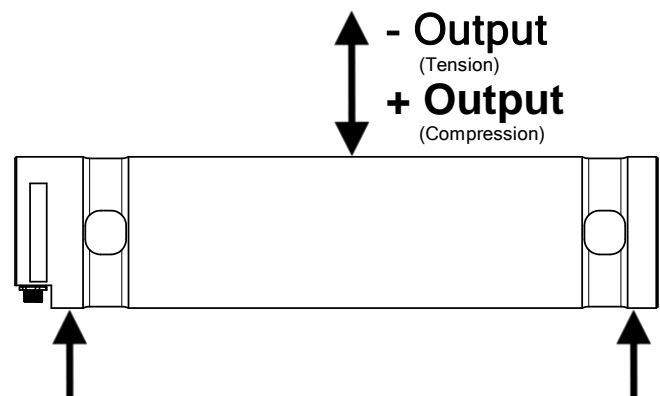 - Output
(Tension)
+ Output
(Compression)